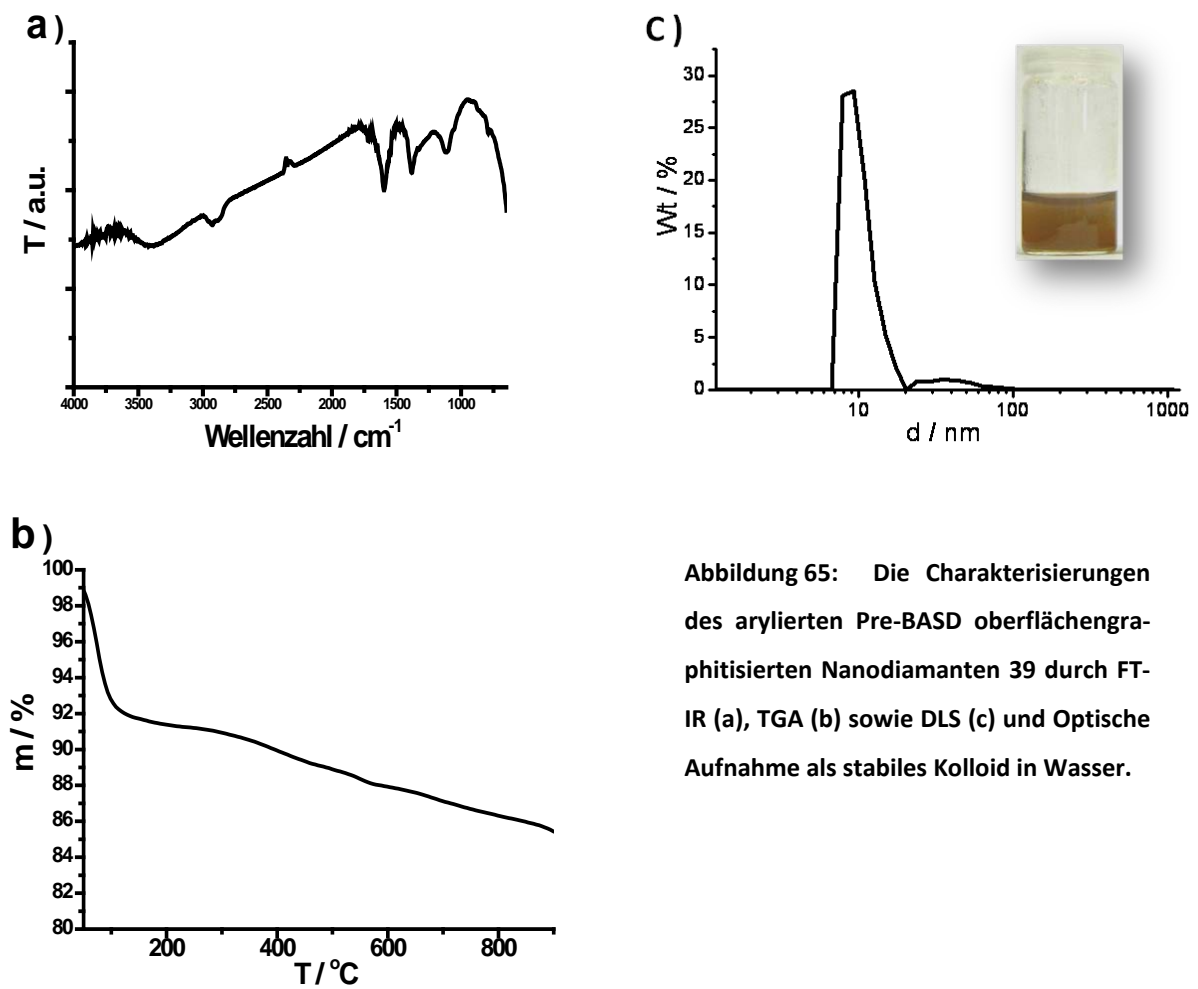 a)
T / a.u.
4000 3500 3000 2500 2000 1500 1000
Wellenzahl / cm-1
c)
Wt / %
30
25
20
15
10
5
0
10 100 1000
d / nm
b)
m / %
100
98
96
94
92
90
88
86
84
82
80
200 400 600 800
T / °C
Abbildung 65: Die Charakterisierungen
des arylierten Pre-BASD oberflächengra-
phitisierten Nanodiamanten 39 durch FT-
IR (a), TGA (b) sowie DLS (c) und Optische
Aufnahme als stabiles Kolloid in Wasser.